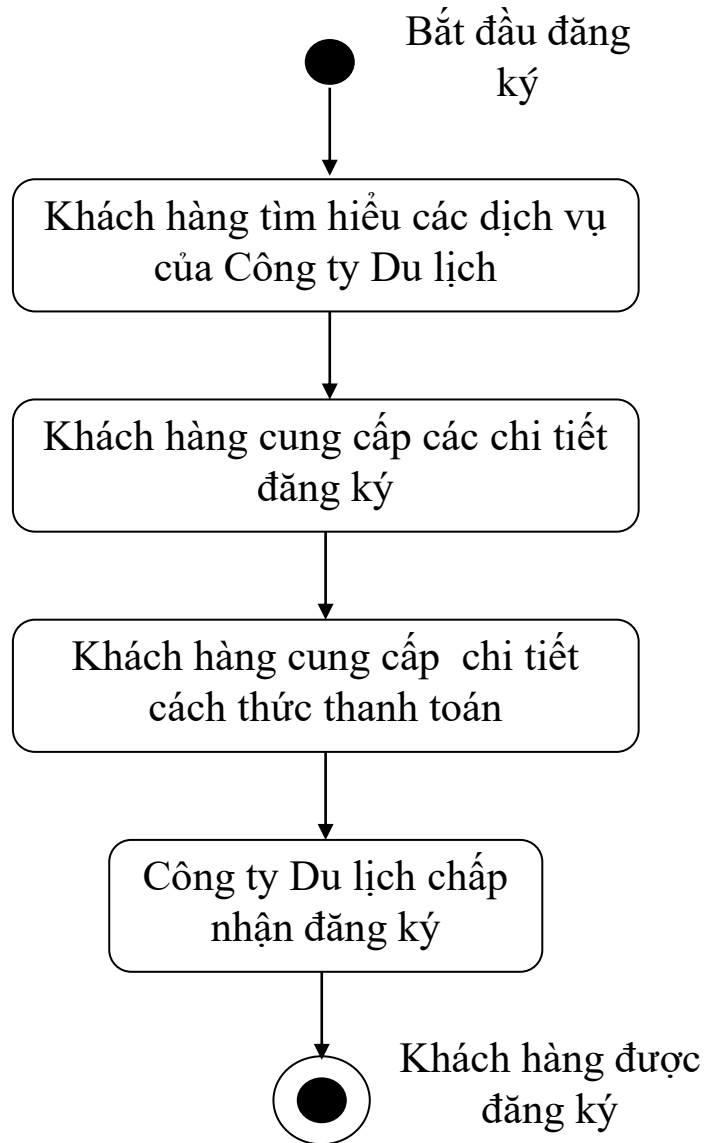 Bắt đầu đăng
ký
Khách hàng tìm hiểu các dịch vụ
của Công ty Du lịch
Khách hàng cung cấp các chi tiết
đăng ký
Khách hàng cung cấp  chi tiết
cách thức thanh toán
Công ty Du lịch chấp
nhận đăng ký
Khách hàng được
đăng ký